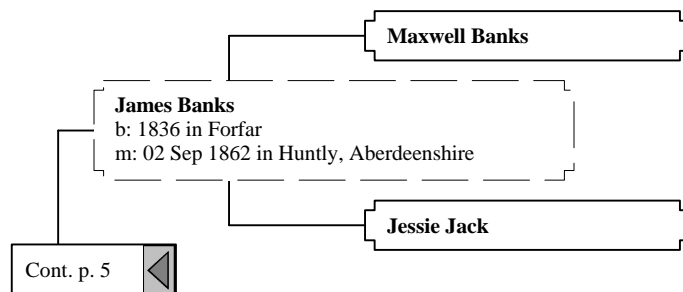 Maxwell Banks
James Banks
b: 1836 in Forfar
m: 02 Sep 1862 in Huntly, Aberdeenshire
Jessie Jack
Cont. p. 5